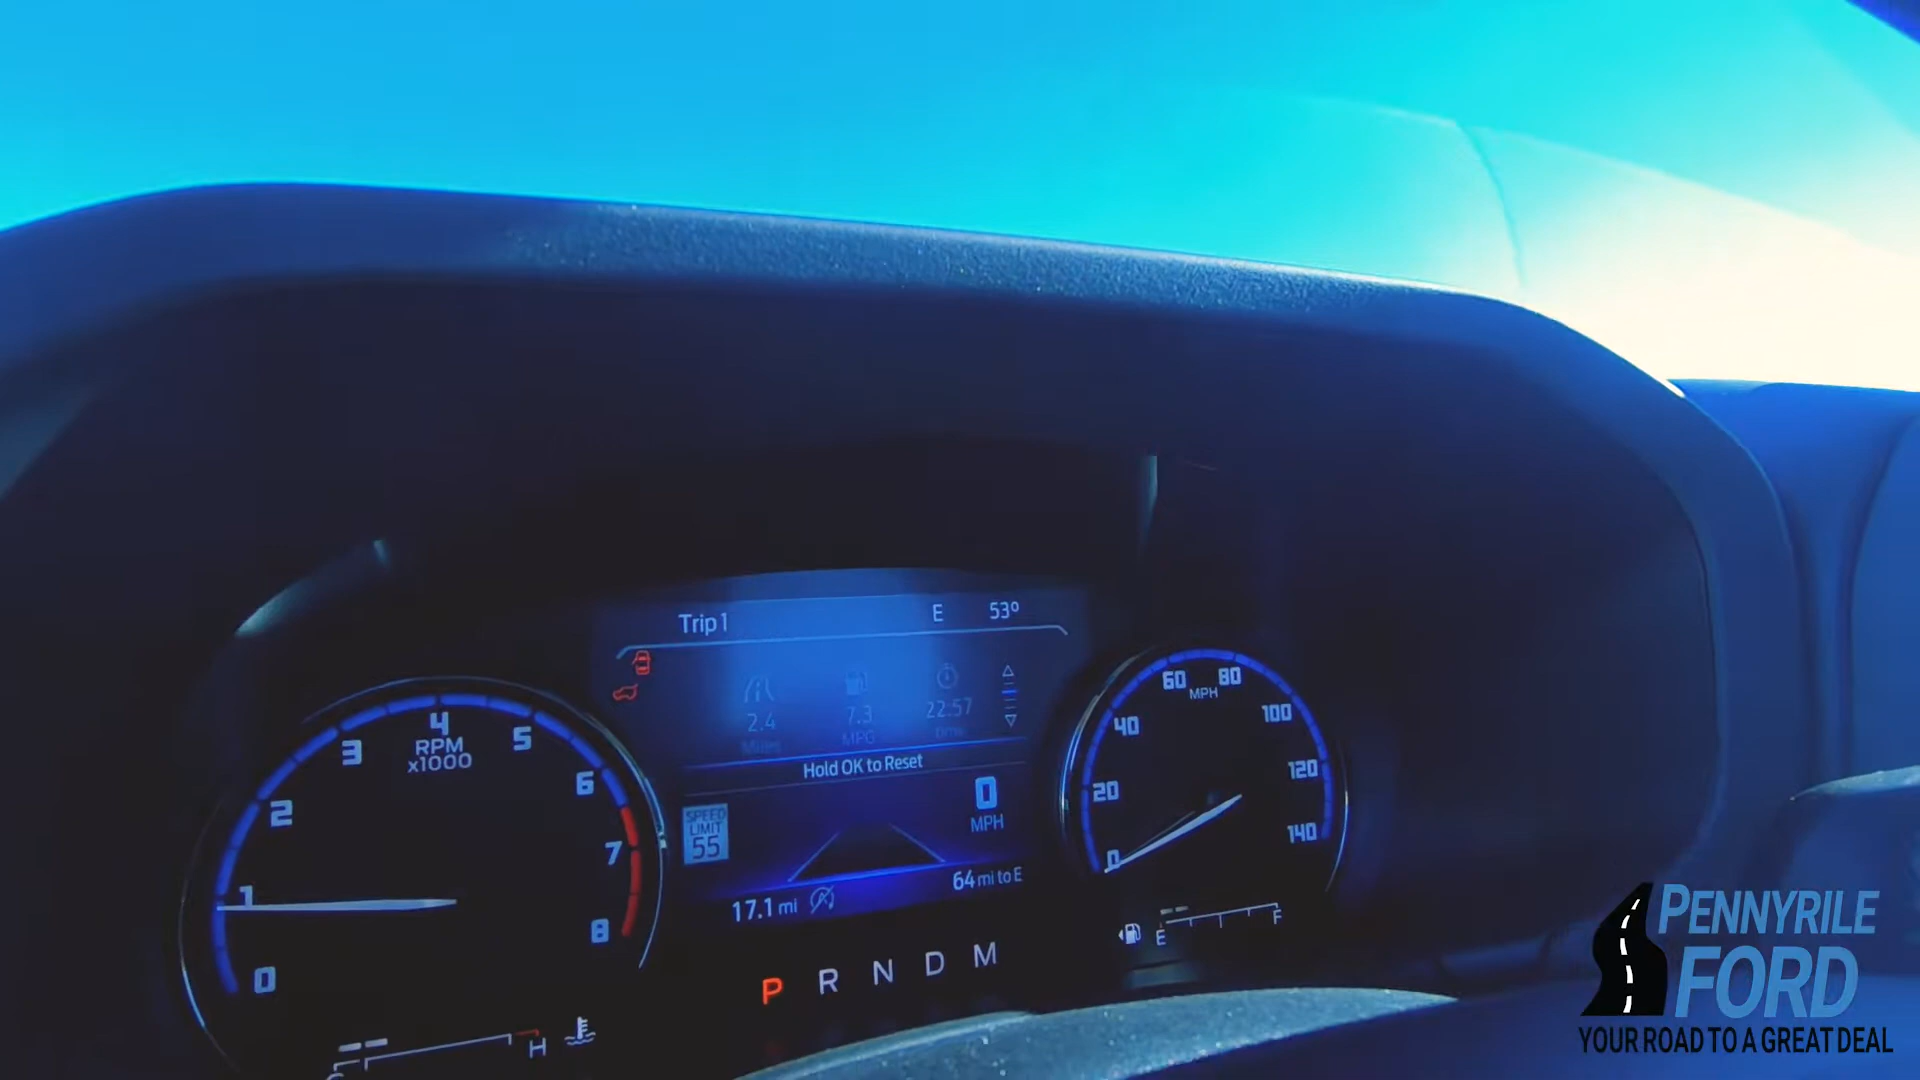 Trip 1 E 53°
2.4 7.3 22:57
Miles MPG
Hold OK to Reset
SPEED
LIMIT
55
0
MPH
17.1 mi
64 mi to E
P R N D M
0 1 2 3 4 5 6 7 8
RPM
x1000
H
0 20 40 60 80 100 120 140
MPH
E F
PENNYRILE
FORD
YOUR ROAD TO A GREAT DEAL